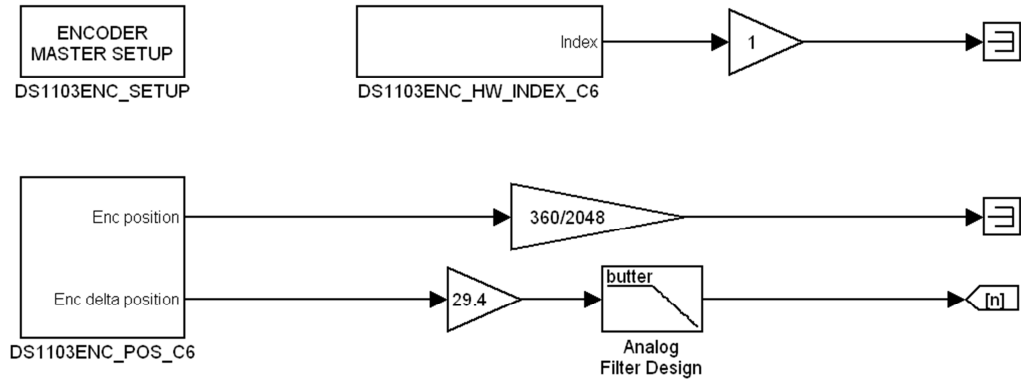 ENCODER
MASTER SETUP
DS1103ENC_SETUP
Index
DS1103ENC_HW_INDEX_C6
1
Enc position
Enc delta position
DS1103ENC_POS_C6
360/2048
29.4
butter
Analog
Filter Design
[n]